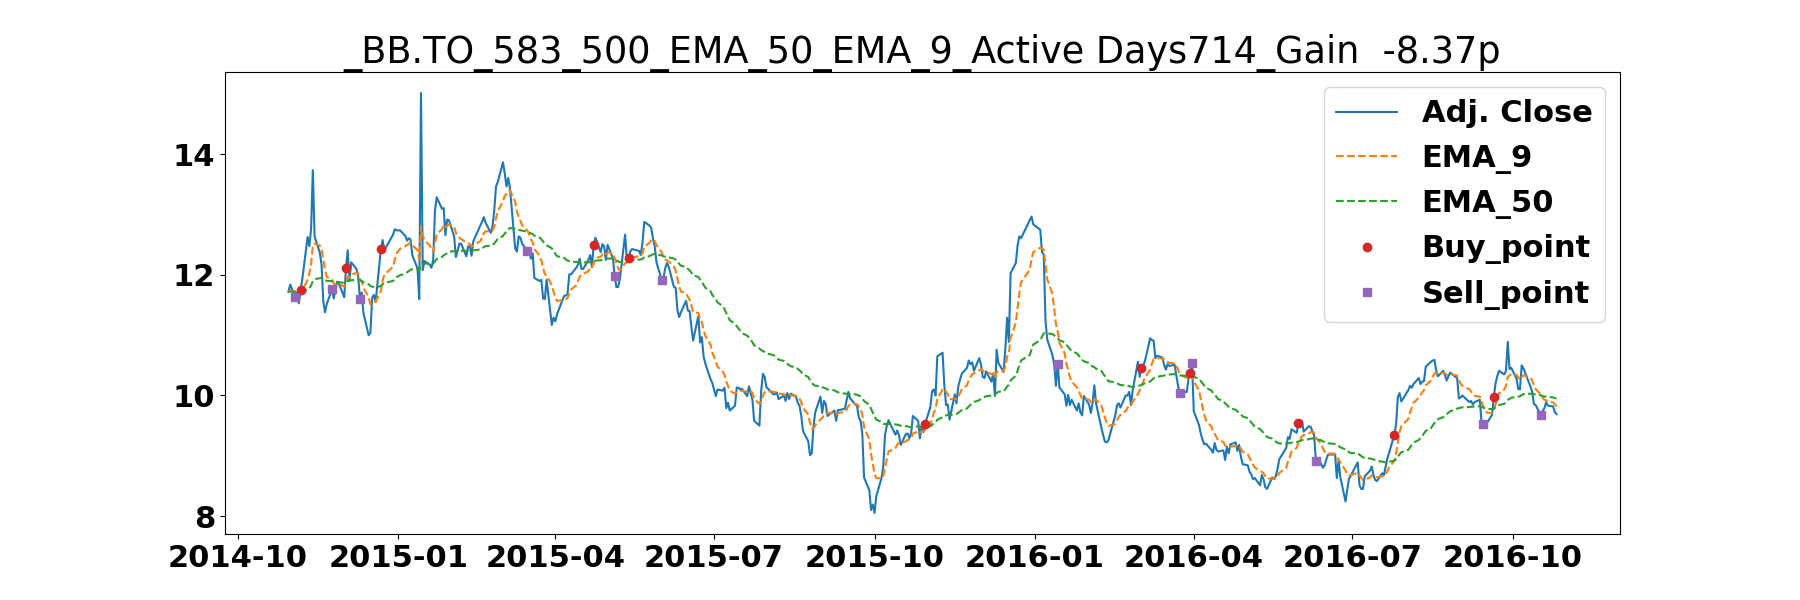 _BB.TO_583_500_EMA_50_EMA_9_Active Days714_Gain  -8.37p
Adj. Close
EMA_9
EMA_50
Buy_point
Sell_point
14
12
10
8
2014-10 2015-01 2015-04 2015-07 2015-10 2016-01 2016-04 2016-07 2016-10